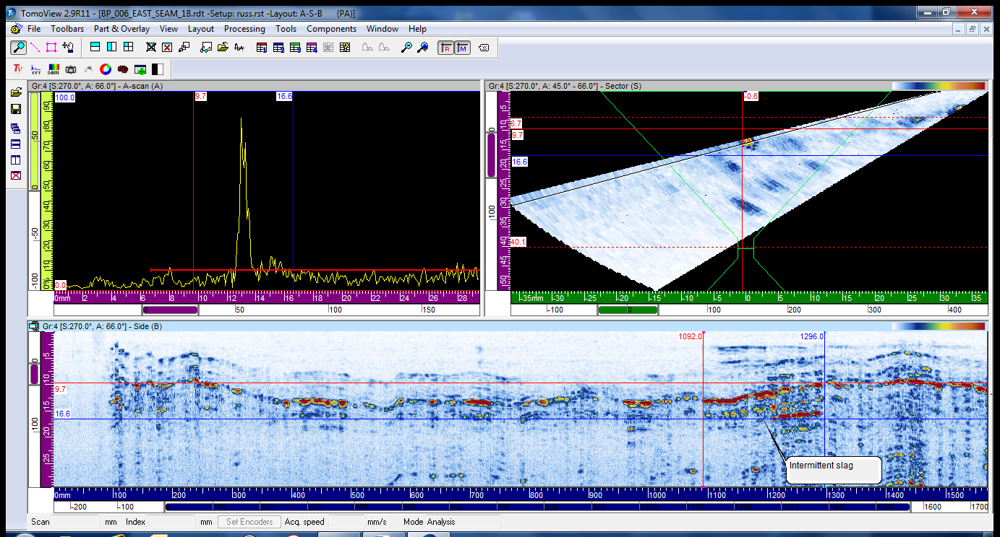 TomoView 2.9R11 - [BP_006_EAST_SEAM_1B.rdt -Setup: russ.rst -Layout: A-S-B (PA)]
File Toolbars Part & Overlay View Layout Processing Tools Components Window Help
R M
Ty FFT GAIN
Gr:4 [S:270.0°, A: 66.0°] - A-scan (A)
100.0 9.7 16.6
50 0 -50 -100
90 80 70 60 50 40 30 20 10 0%
0.0
0mm 2 4 6 8 10 12 14 16 18 20 22 24 26 28
0 50 100 150
Gr:4 [S:270.0°, A: 45.0° - 66.0°] - Sector (S)
-0.6
0 100
5 10 15 20 25 30 35 40 45 50
9.7
16.6
40.1
-35mm -30 -25 -20 -15 -10 -5 0 5 10 15 20 25 30 35
-100 0 100 200 300 400
Gr:4 [S:270.0°, A: 66.0°] - Side (B)
1092.0 1296.0
0 100
5 10 15 20 25
9.7
16.6
Intermittent slag
0mm 100 200 300 400 500 600 700 800 900 1000 1100 1200 1300 1400 1500
-200 -100 1600 1700
Scan mm Index mm Set Encoders Acq. speed mm/s Mode Analysis